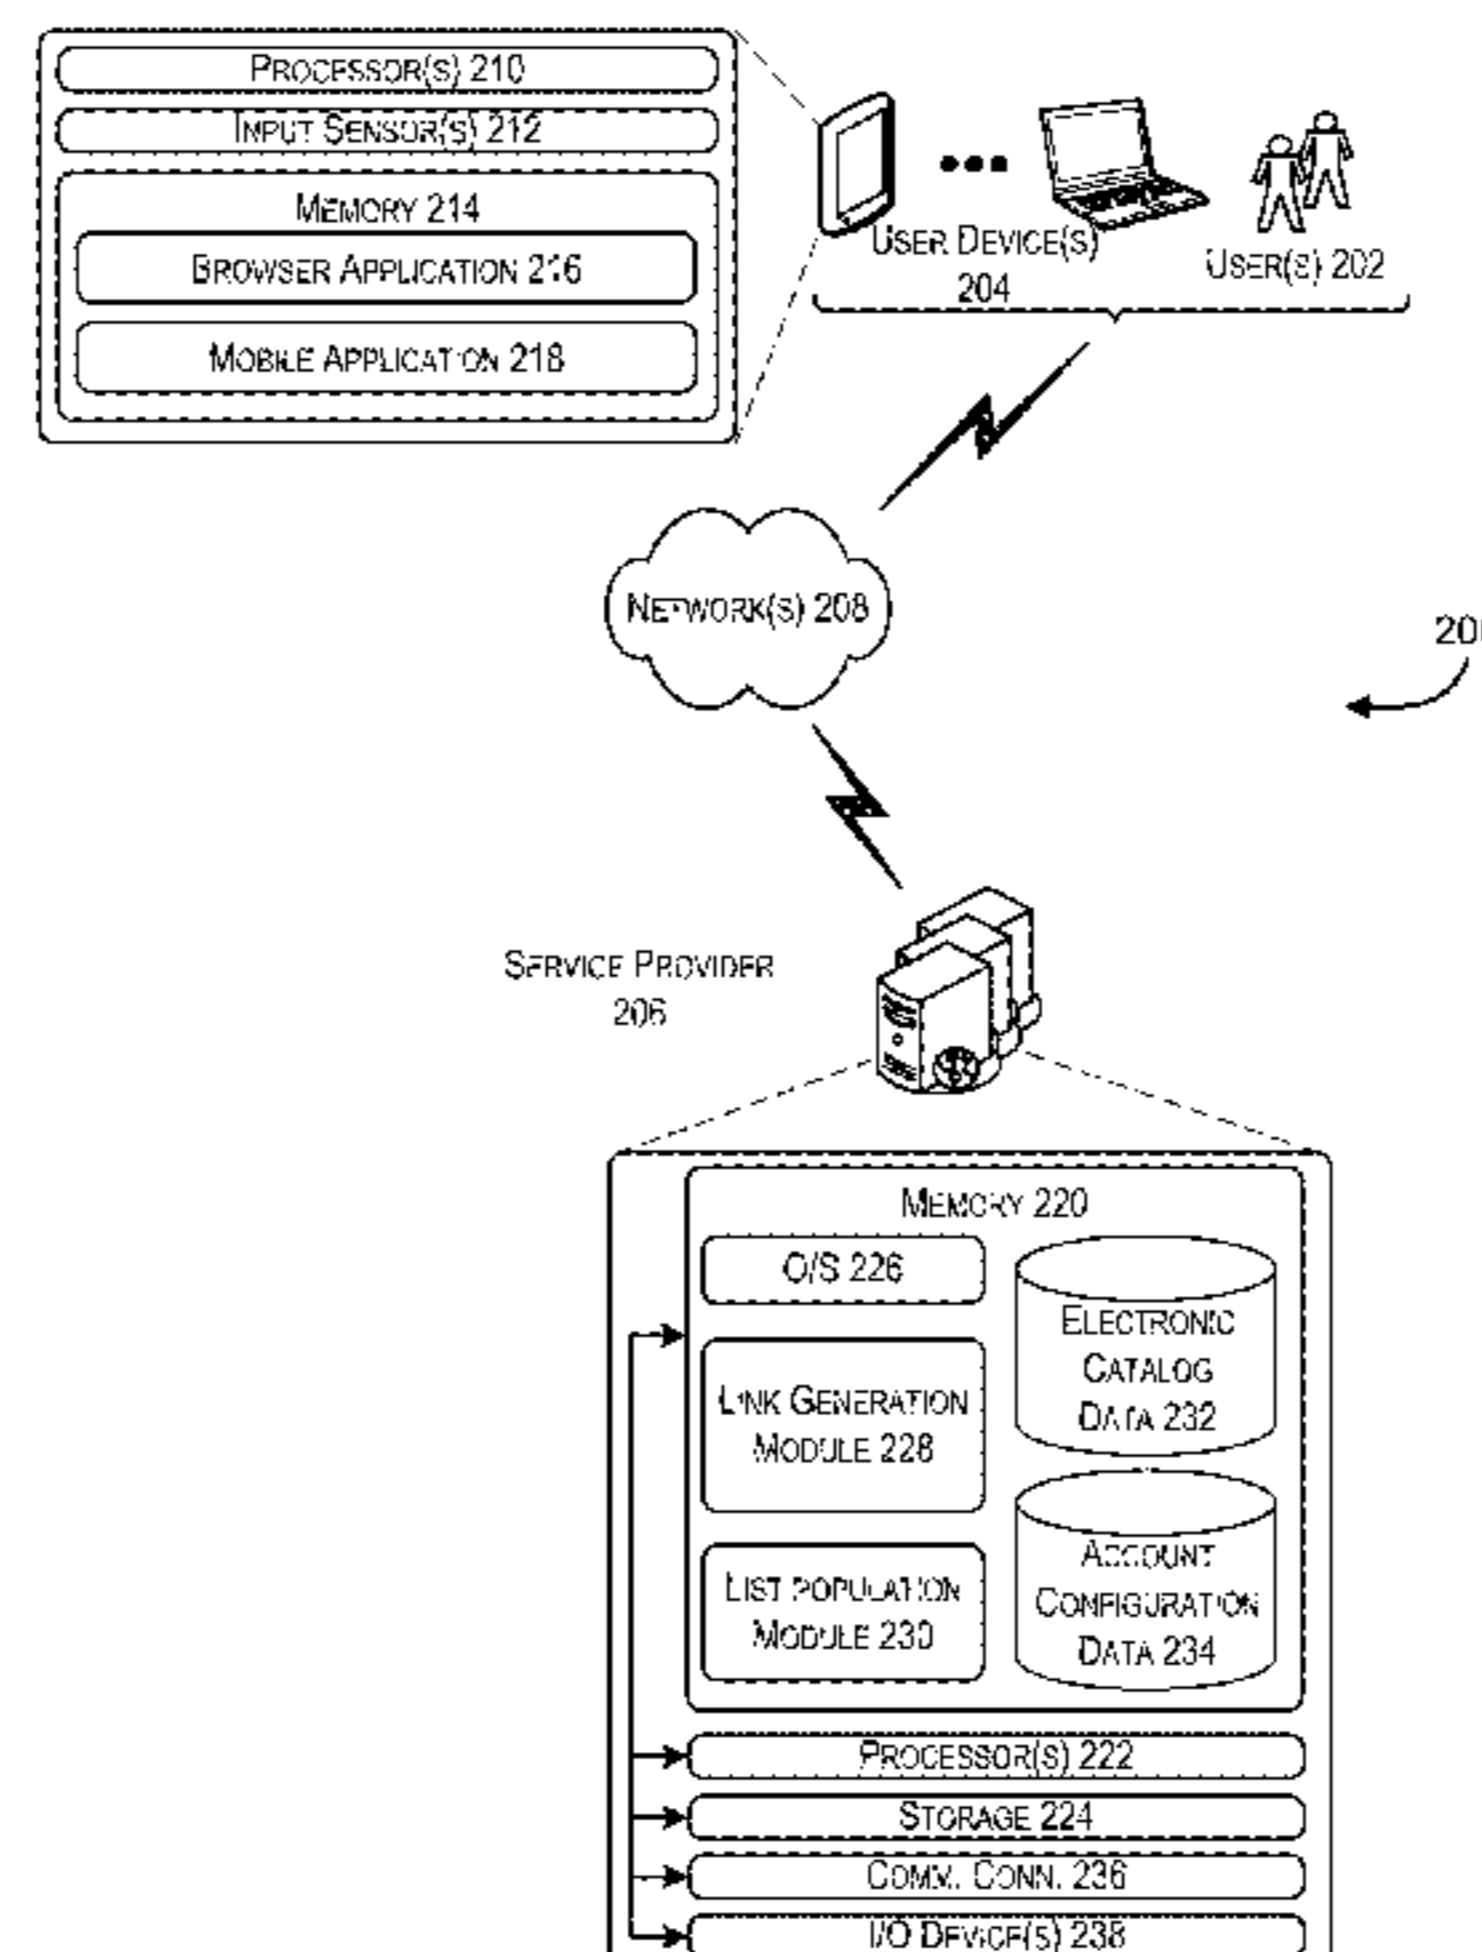 PROCESSOR(S) 210
INPUT SENSOR(S) 212
MEMORY 214
BROWSER APPLICATION 216
MOBILE APPLICATION 218
USER DEVICE(S)
204
USER(S) 202
NETWORK(S) 208
SERVICE PROVIDER
206
MEMORY 220
O/S 226
LINK GENERATION
MODULE 228
LIST POPULATION
MODULE 230
ELECTRONIC
CATALOG
DATA 232
ACCOUNT
CONFIGURATION
DATA 234
PROCESSOR(S) 222
STORAGE 224
COMM. CONN. 236
I/O DEVICE(S) 238